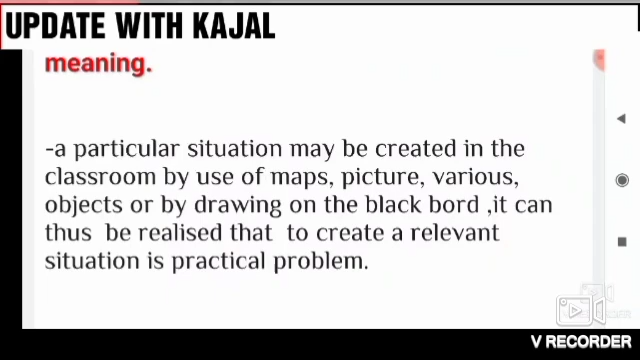 UPDATE WITH KAJAL
meaning.
-a particular situation may be created in the
classroom by use of maps, picture, various,
objects or by drawing on the black bord ,it can
thus be realised that to create a relevant
situation is practical problem.
V RECORDER